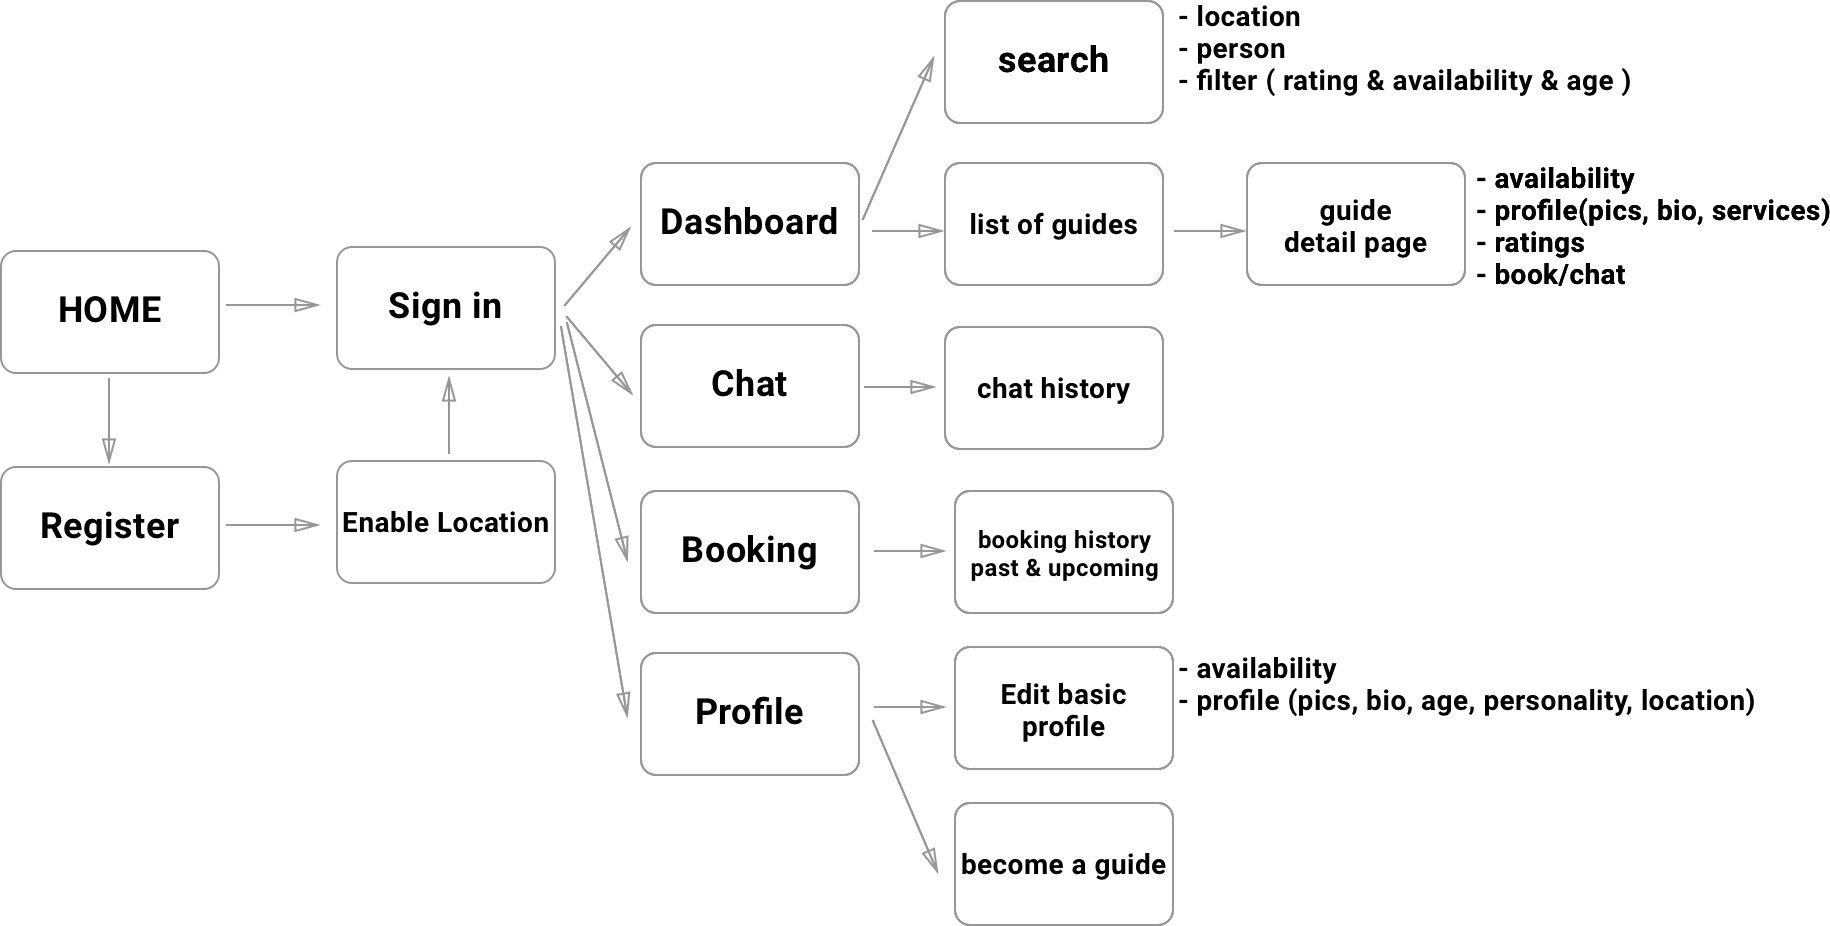 HOME
Register
Sign in
Enable Location
Dashboard
search
- location
- person
- filter ( rating & availability & age )
list of guides
guide
detail page
- availability
- profile(pics, bio, services)
- ratings
- book/chat
Chat
chat history
Booking
booking history
past & upcoming
Profile
Edit basic
profile
- availability
- profile (pics, bio, age, personality, location)
become a guide